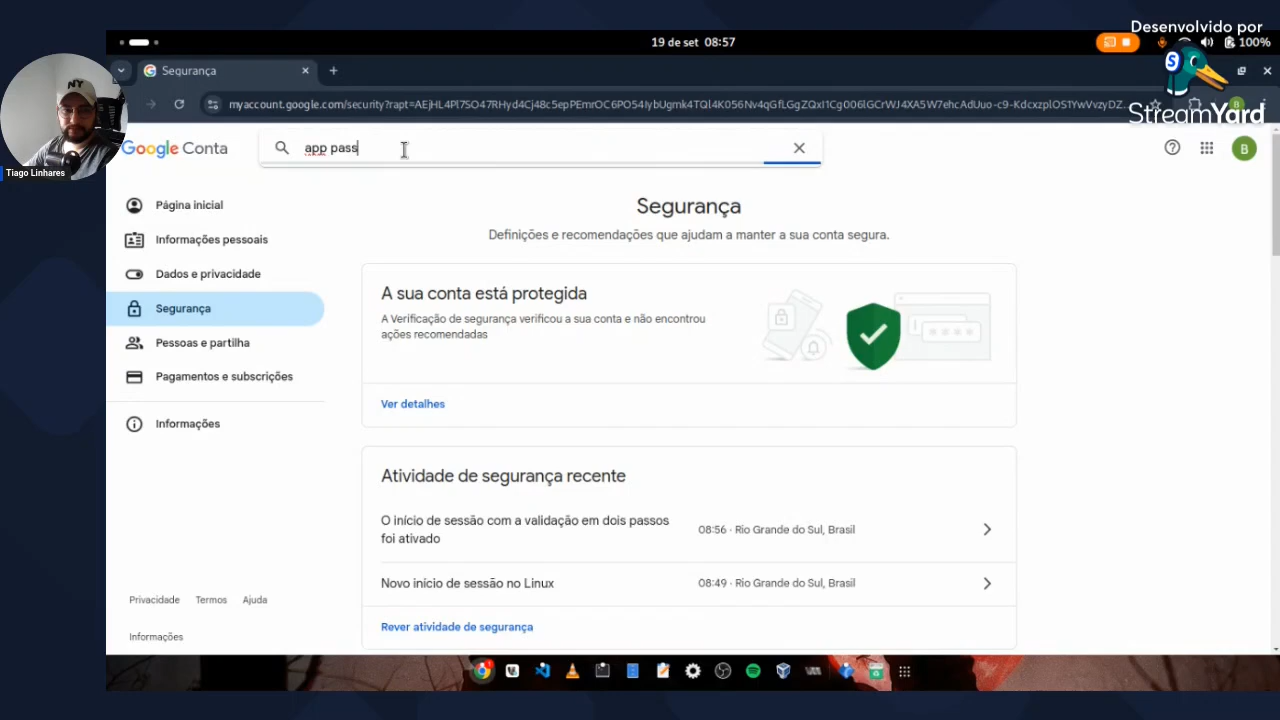 Desenvolvido por
StreamYard
19 de set 08:57
100%
Segurança
myaccount.google.com/security?rapt=
Google Conta
app pass
B
Tiago Linhares
Página inicial
Informações pessoais
Dados e privacidade
Segurança
Pessoas e partilha
Pagamentos e subscrições
Informações
Privacidade Termos Ajuda
Informações
Segurança
Definições e recomendações que ajudam a manter a sua conta segura.
A sua conta está protegida
A Verificação de segurança verificou a sua conta e não encontrou
ações recomendadas
Ver detalhes
Atividade de segurança recente
O início de sessão com a validação em dois passos
foi ativado
08:56 · Rio Grande do Sul, Brasil
Novo início de sessão no Linux
08:49 · Rio Grande do Sul, Brasil
Rever atividade de segurança